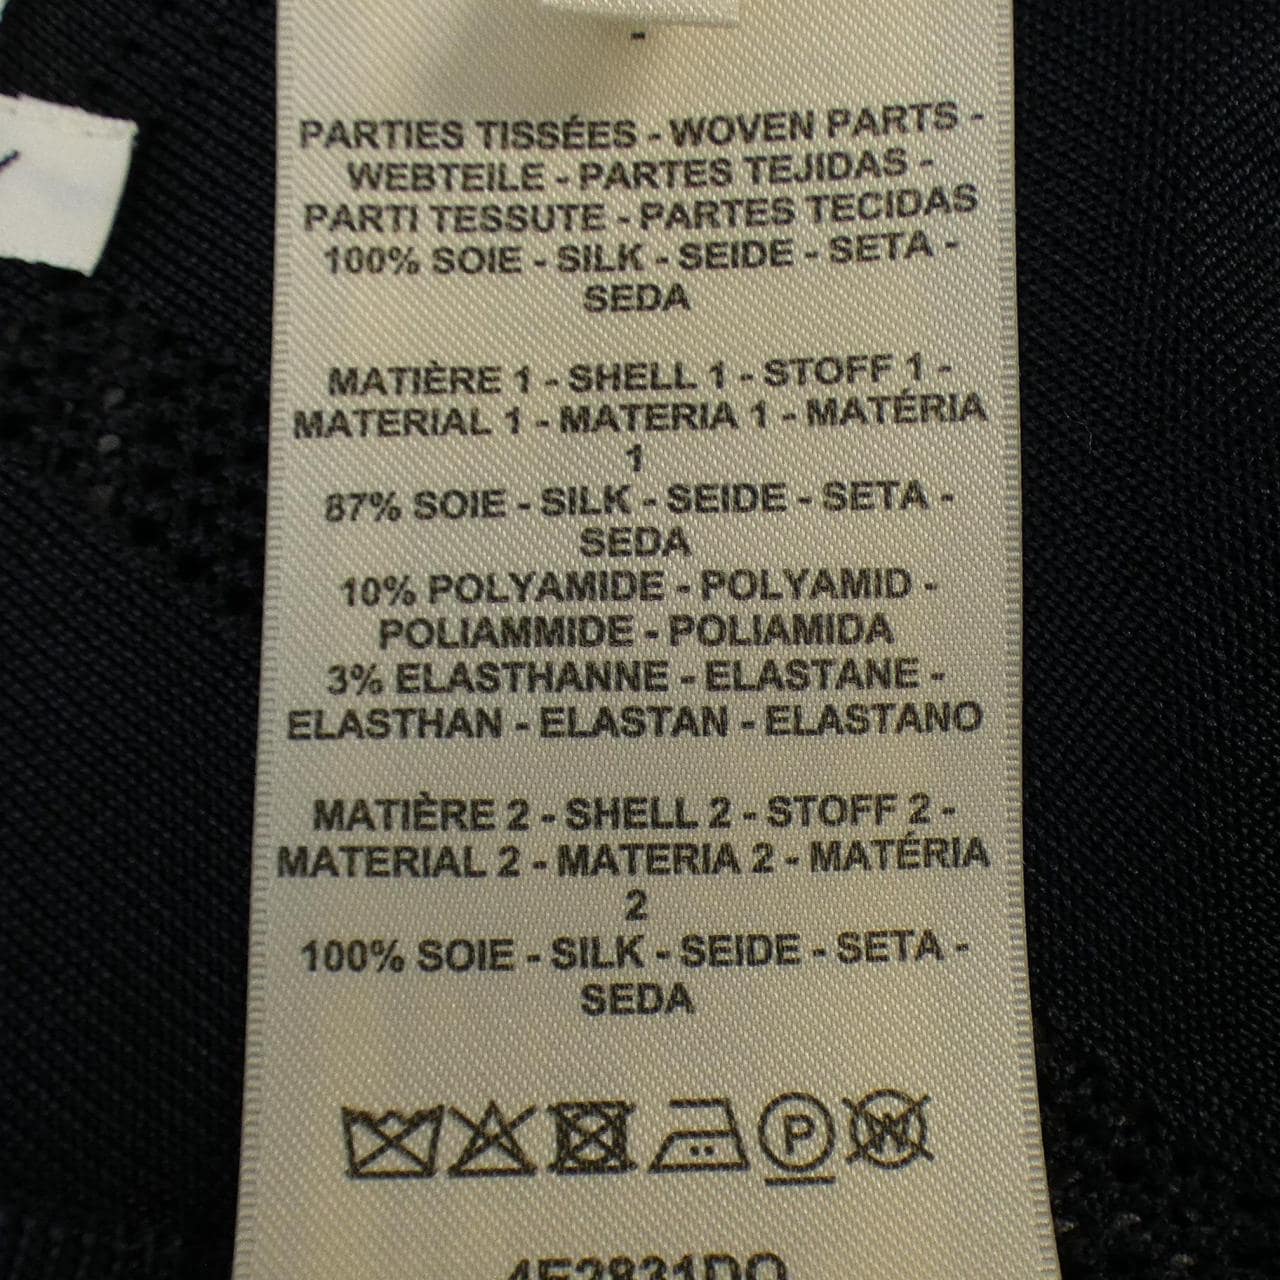 -
PARTIES TISSÉES - WOVEN PARTS -
WEBTEILE - PARTES TEJIDAS -
PARTI TESSUTE - PARTES TECIDAS
100% SOIE - SILK - SEIDE - SETA -
SEDA
MATIÈRE 1 - SHELL 1 - STOFF 1 -
MATERIAL 1 - MATERIA 1 - MATÉRIA
1
87% SOIE - SILK - SEIDE - SETA -
SEDA
10% POLYAMIDE - POLYAMID -
POLIAMMIDE - POLIAMIDA
3% ELASTHANNE - ELASTANE -
ELASTHAN - ELASTAN - ELASTANO
MATIÈRE 2 - SHELL 2 - STOFF 2 -
MATERIAL 2 - MATERIA 2 - MATÉRIA
2
100% SOIE - SILK - SEIDE - SETA -
SEDA
P W